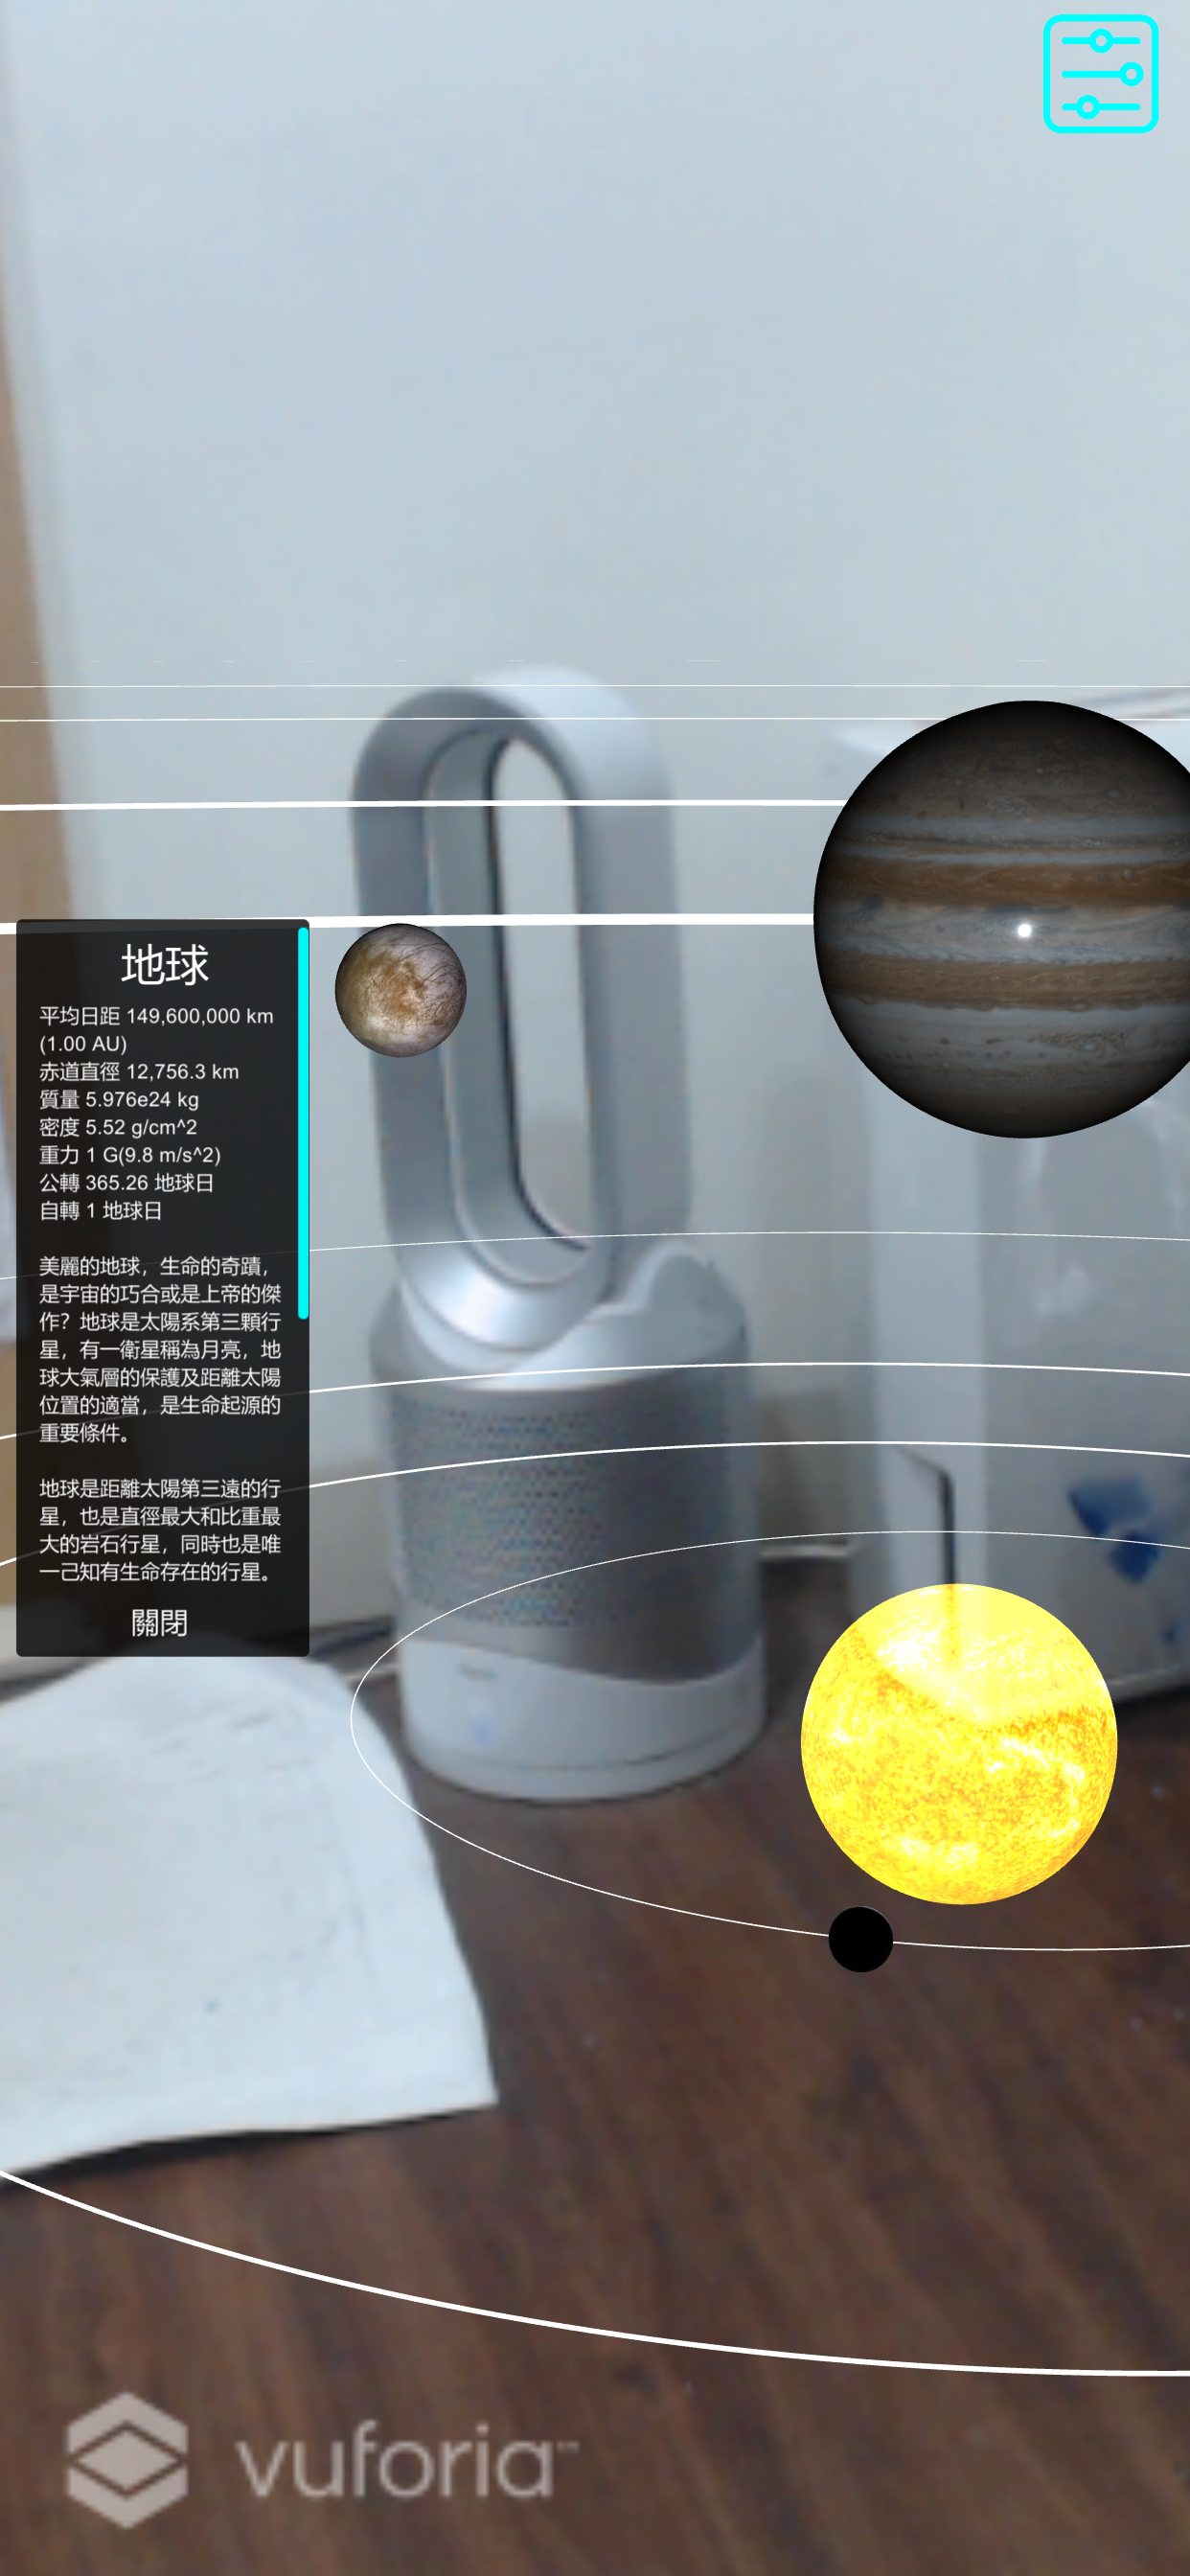 地球
平均日距 149,600,000 km
(1.00 AU)
赤道直徑 12,756.3 km
質量 5.976e24 kg
密度 5.52 g/cm^2
重力 1 G(9.8 m/s^2)
公轉 365.26 地球日
自轉 1 地球日
美麗的地球，生命的奇蹟，
是宇宙的巧合或是上帝的傑
作？地球是太陽系第三顆行
星，有一衛星稱為月亮，地
球大氣層的保護及距離太陽
位置的適當，是生命起源的
重要條件。
地球是距離太陽第三遠的行
星，也是直徑最大和比重最
大的岩石行星，同時也是唯
一己知有生命存在的行星。
關閉
vuforia™